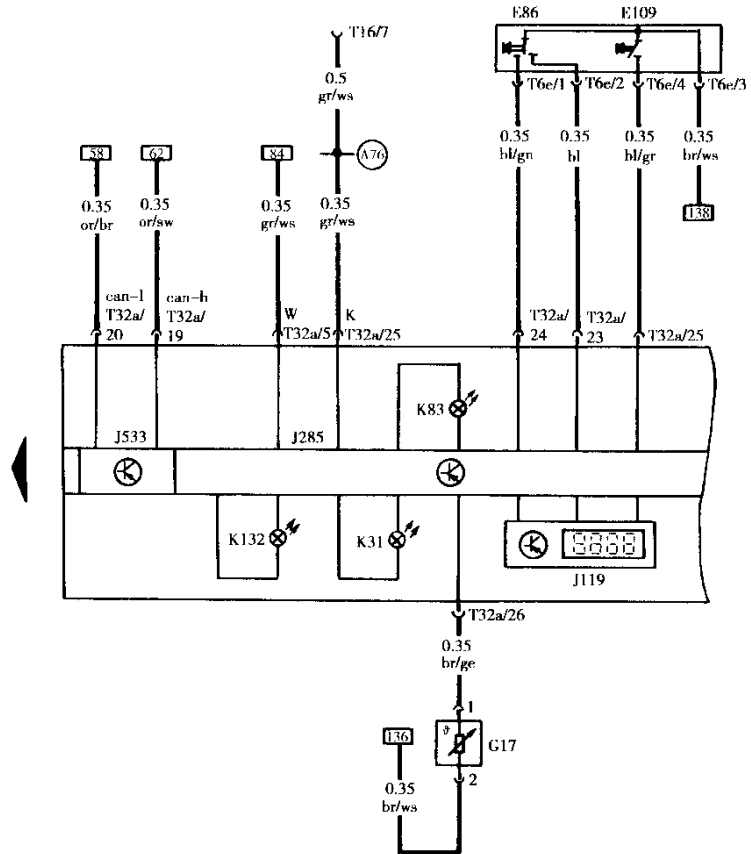 E86 E109
T16/7
T6e/1 T6e/2 T6e/4 T6e/3
0.5
gr/ws
0.35 0.35 0.35 0.35
bl/gn bl bl/gr br/ws
58 62 84 A76
138
0.35 0.35 0.35 0.35
or/br or/sw gr/ws gr/ws
can-l can-h W K
T32a/ T32a/ T32a/5 T32a/25 T32a/ T32a/ T32a/25
20 19 24 23
K83
J533 J285
K132 K31
8888
J119
T32a/26
0.35
br/ge
1
136 ϑ G17
2
0.35
br/ws